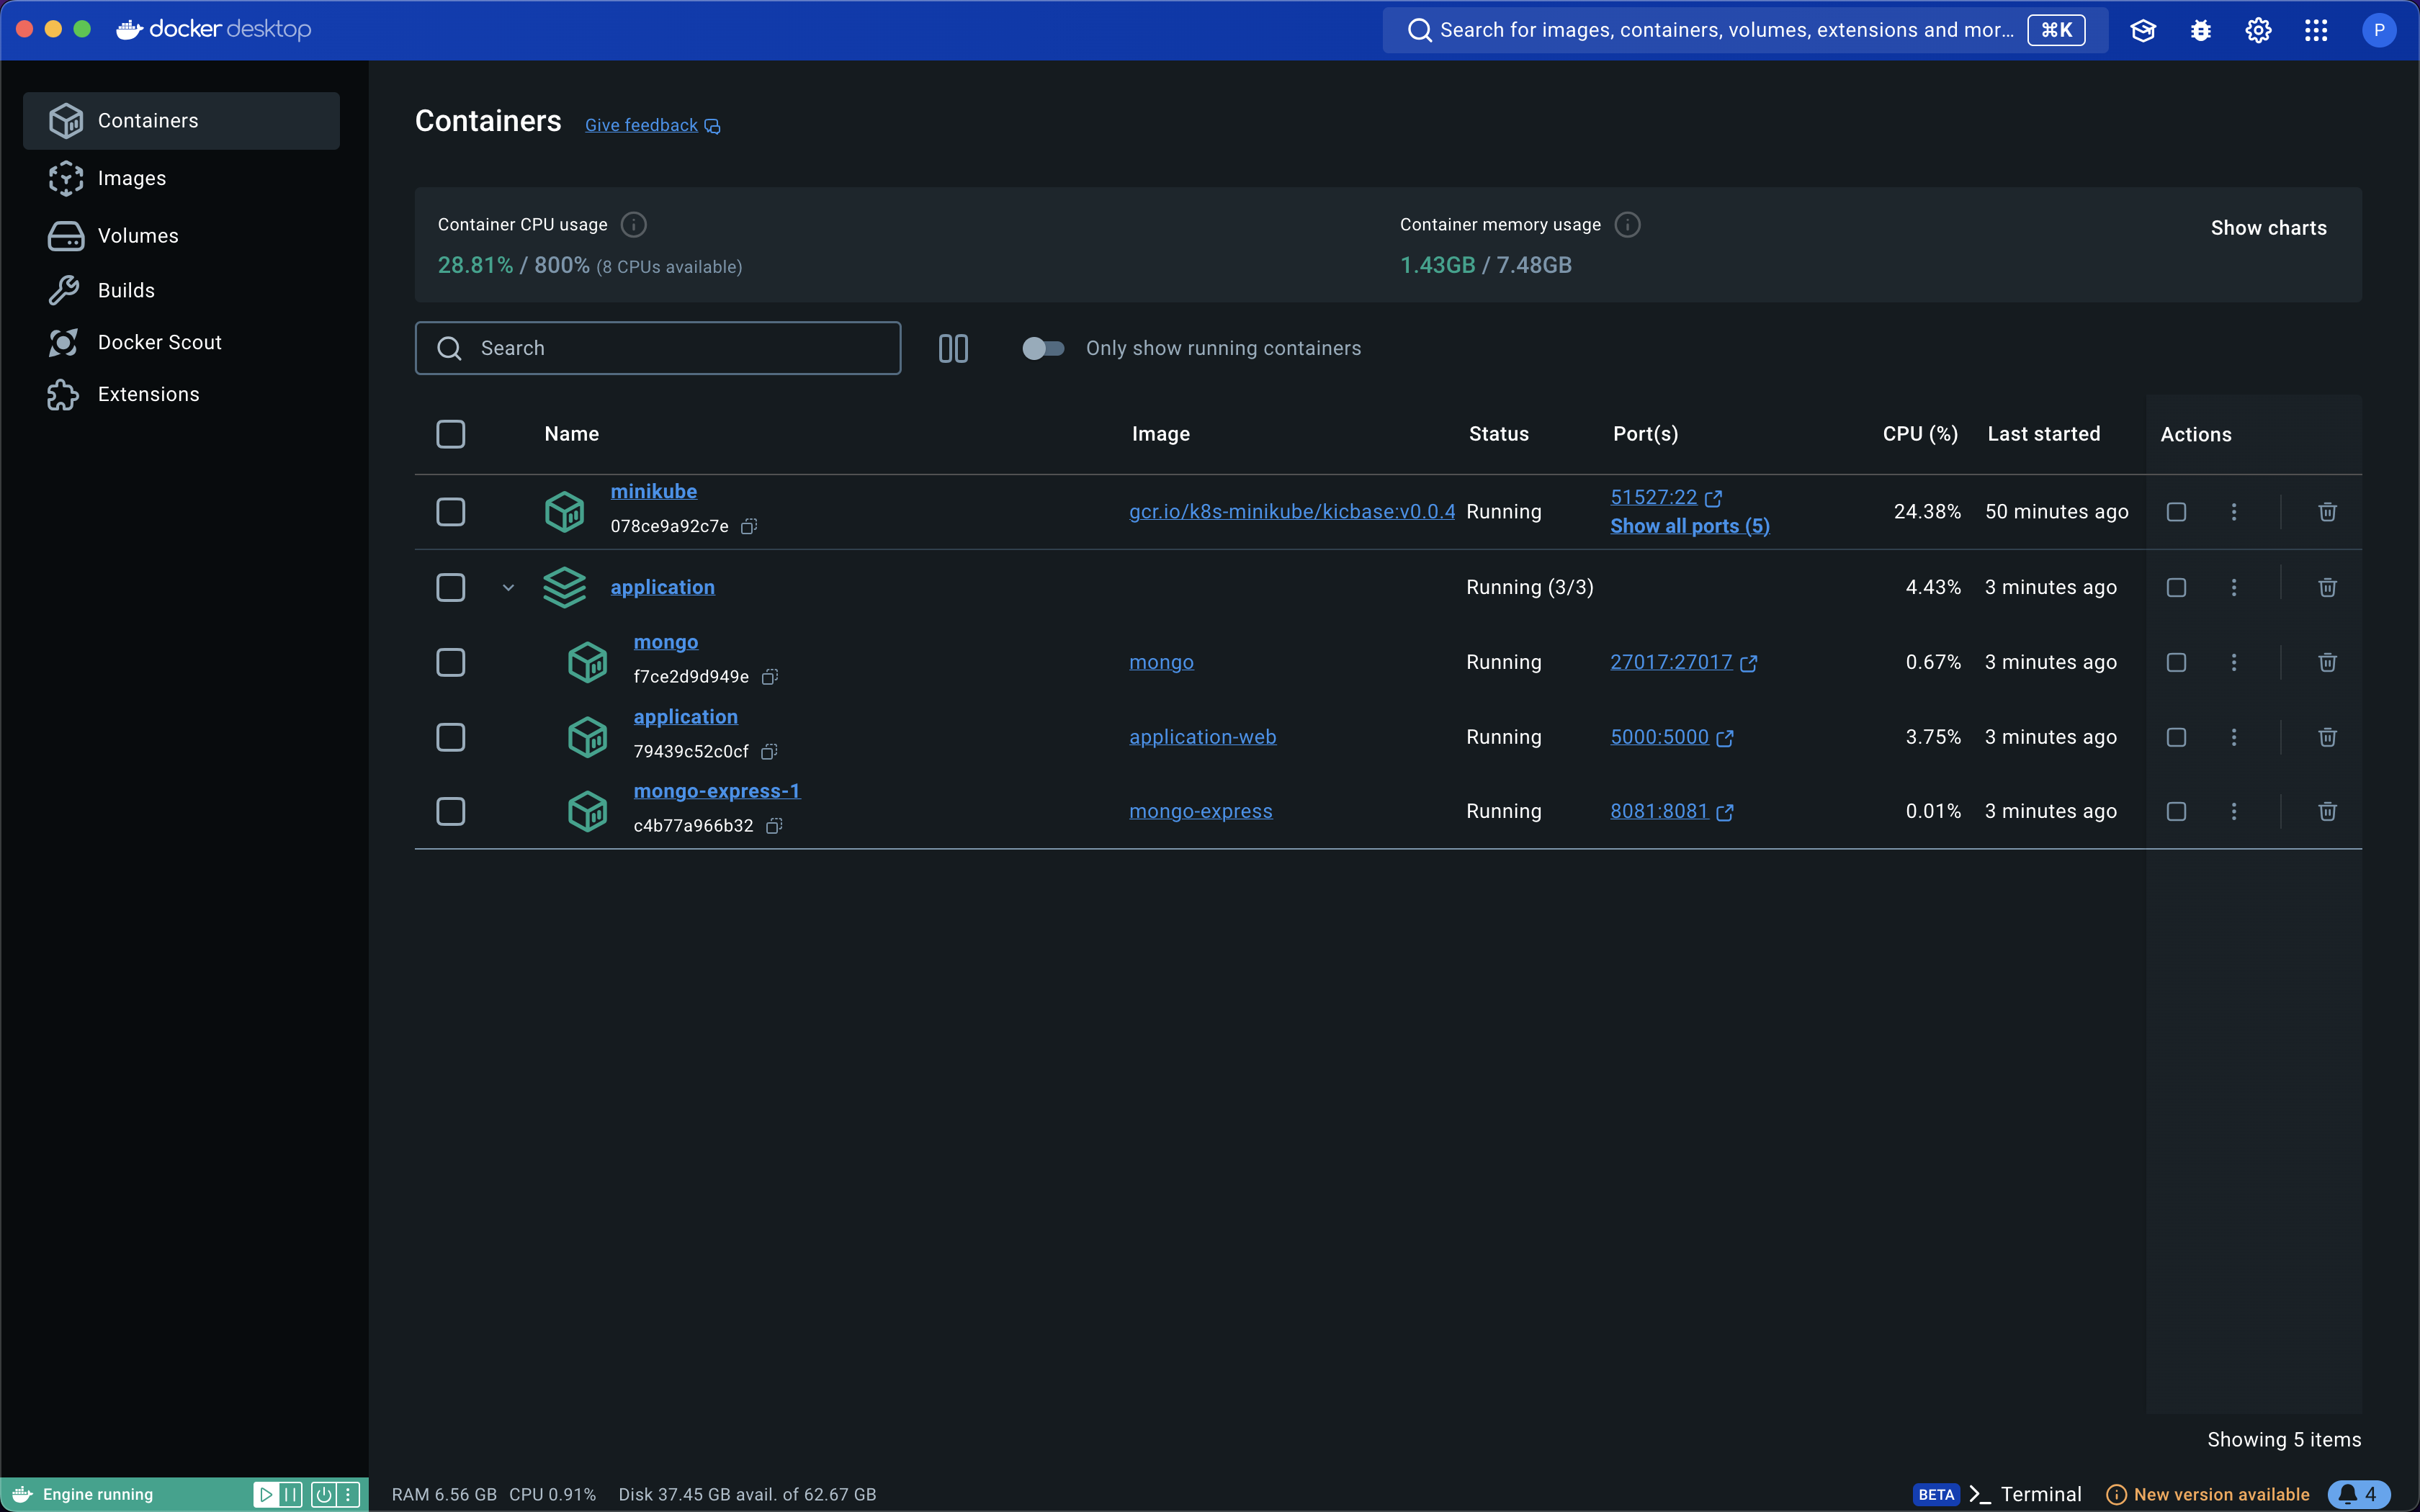 docker desktop
Search for images, containers, volumes, extensions and mor... ⌘K
P
Containers
Images
Volumes
Builds
Docker Scout
Extensions
Containers Give feedback
Container CPU usage
28.81% / 800% (8 CPUs available)
Container memory usage
1.43GB / 7.48GB
Show charts
Search
Only show running containers
Name Image Status Port(s) CPU (%) Last started Actions
minikube
078ce9a92c7e
gcr.io/k8s-minikube/kicbase:v0.0.4 Running
51527:22
Show all ports (5)
24.38% 50 minutes ago
application Running (3/3) 4.43% 3 minutes ago
mongo
f7ce2d9d949e
mongo Running 27017:27017 0.67% 3 minutes ago
application
79439c52c0cf
application-web Running 5000:5000 3.75% 3 minutes ago
mongo-express-1
c4b77a966b32
mongo-express Running 8081:8081 0.01% 3 minutes ago
Showing 5 items
Engine running
RAM 6.56 GB CPU 0.91% Disk 37.45 GB avail. of 62.67 GB
BETA >_ Terminal New version available 4